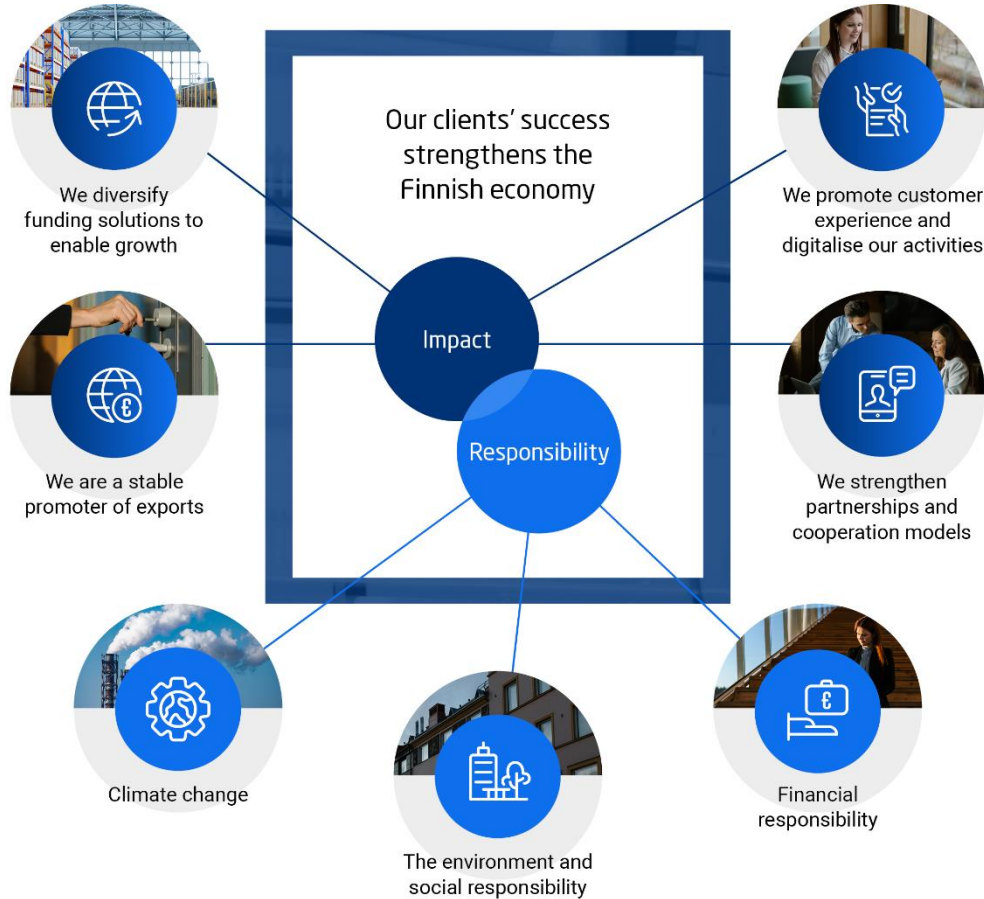 Our clients' success
strengthens the
Finnish economy
We diversify
funding solutions to
enable growth
We promote customer
experience and
digitalise our activities
Impact
Responsibility
€
We are a stable
promoter of exports
We strengthen
partnerships and
cooperation models
Climate change
The environment and
social responsibility
€
Financial
responsibility